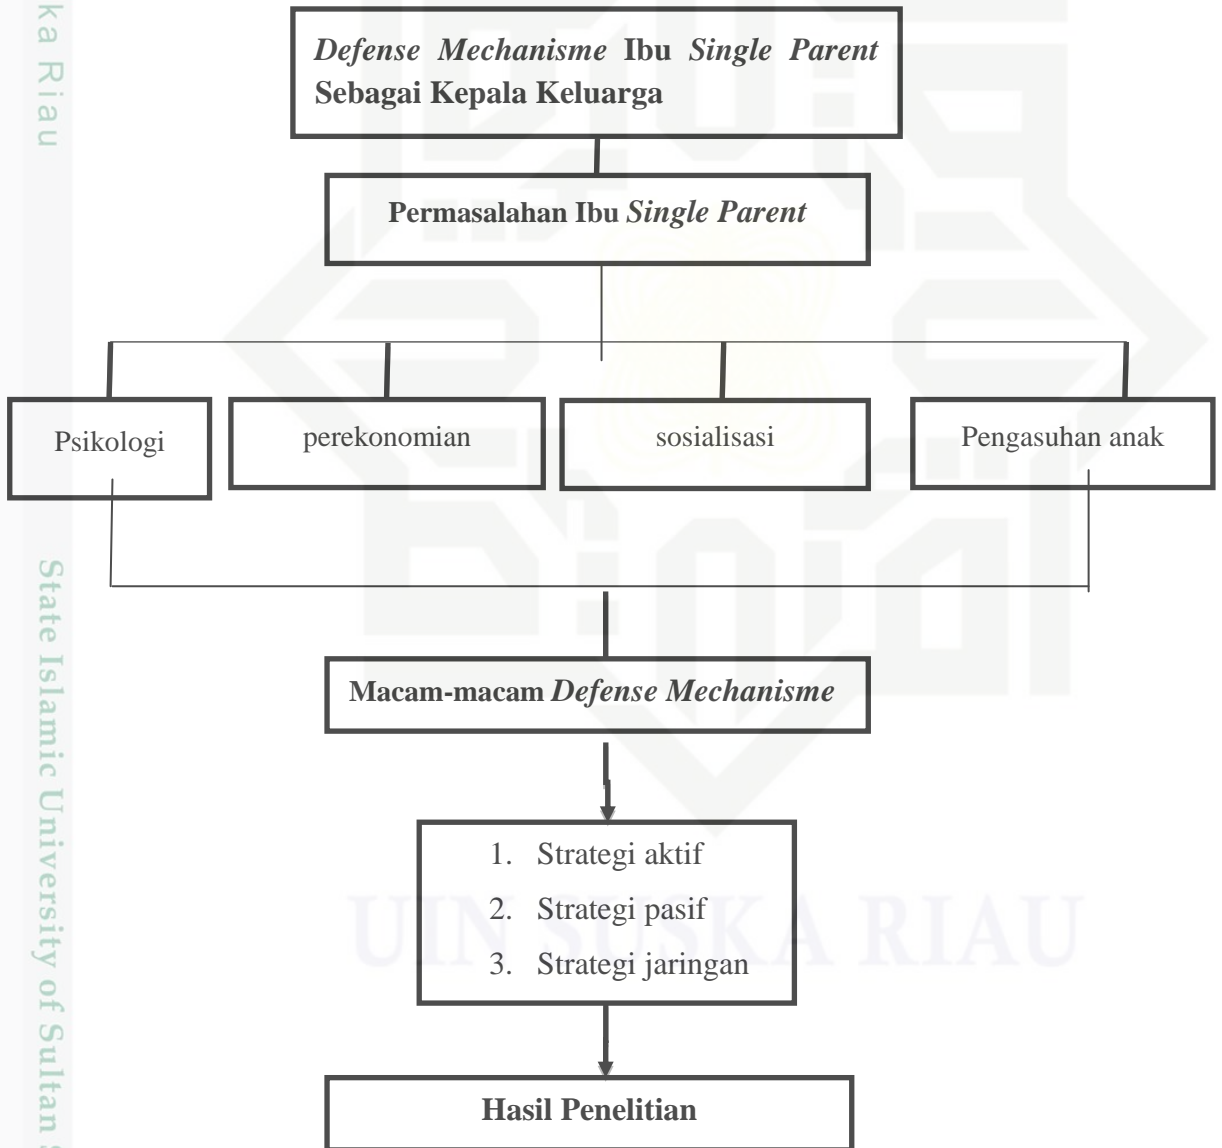 Defense Mechanisme Ibu Single Parent
Sebagai Kepala Keluarga
Permasalahan Ibu Single Parent
Psikologi
perekonomian
sosialisasi
Pengasuhan anak
Macam-macam Defense Mechanisme
1. Strategi aktif
2. Strategi pasif
3. Strategi jaringan
Hasil Penelitian
UIN SUSKA RIAU
ka Riau
State Islamic University of Sultan